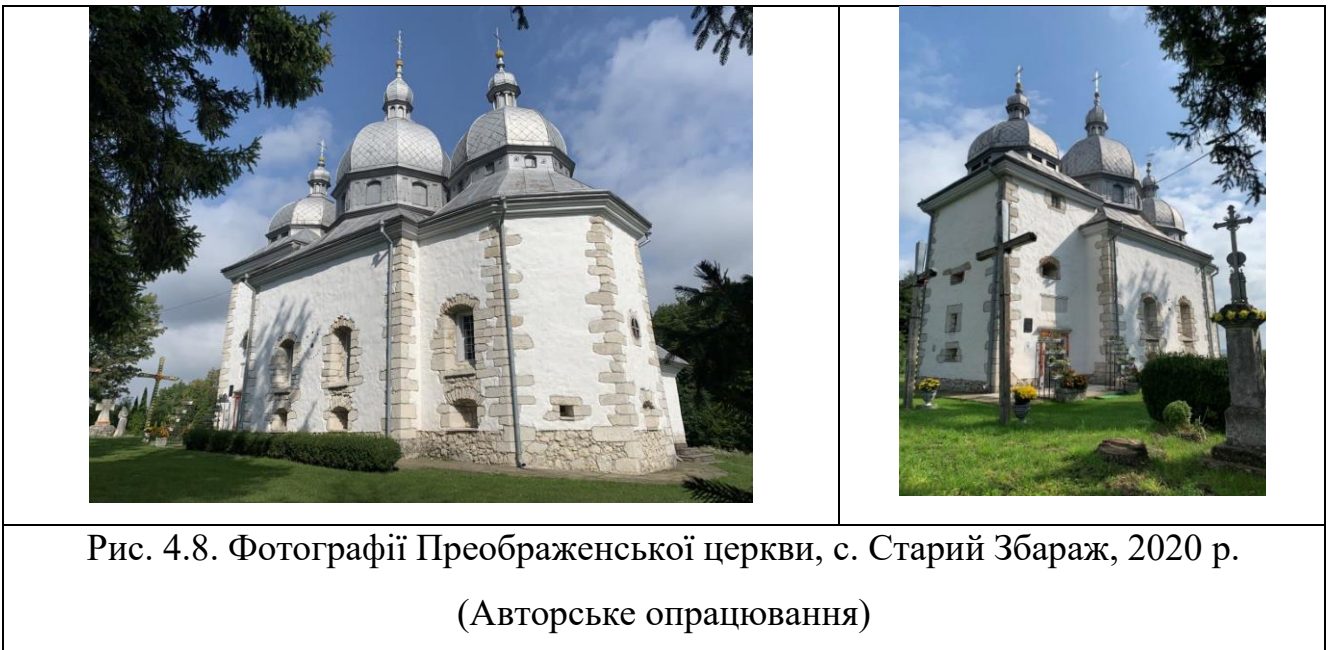 Рис. 4.8. Фотографії Преображенської церкви, с. Старий Збараж, 2020 р.
(Авторське опрацювання)